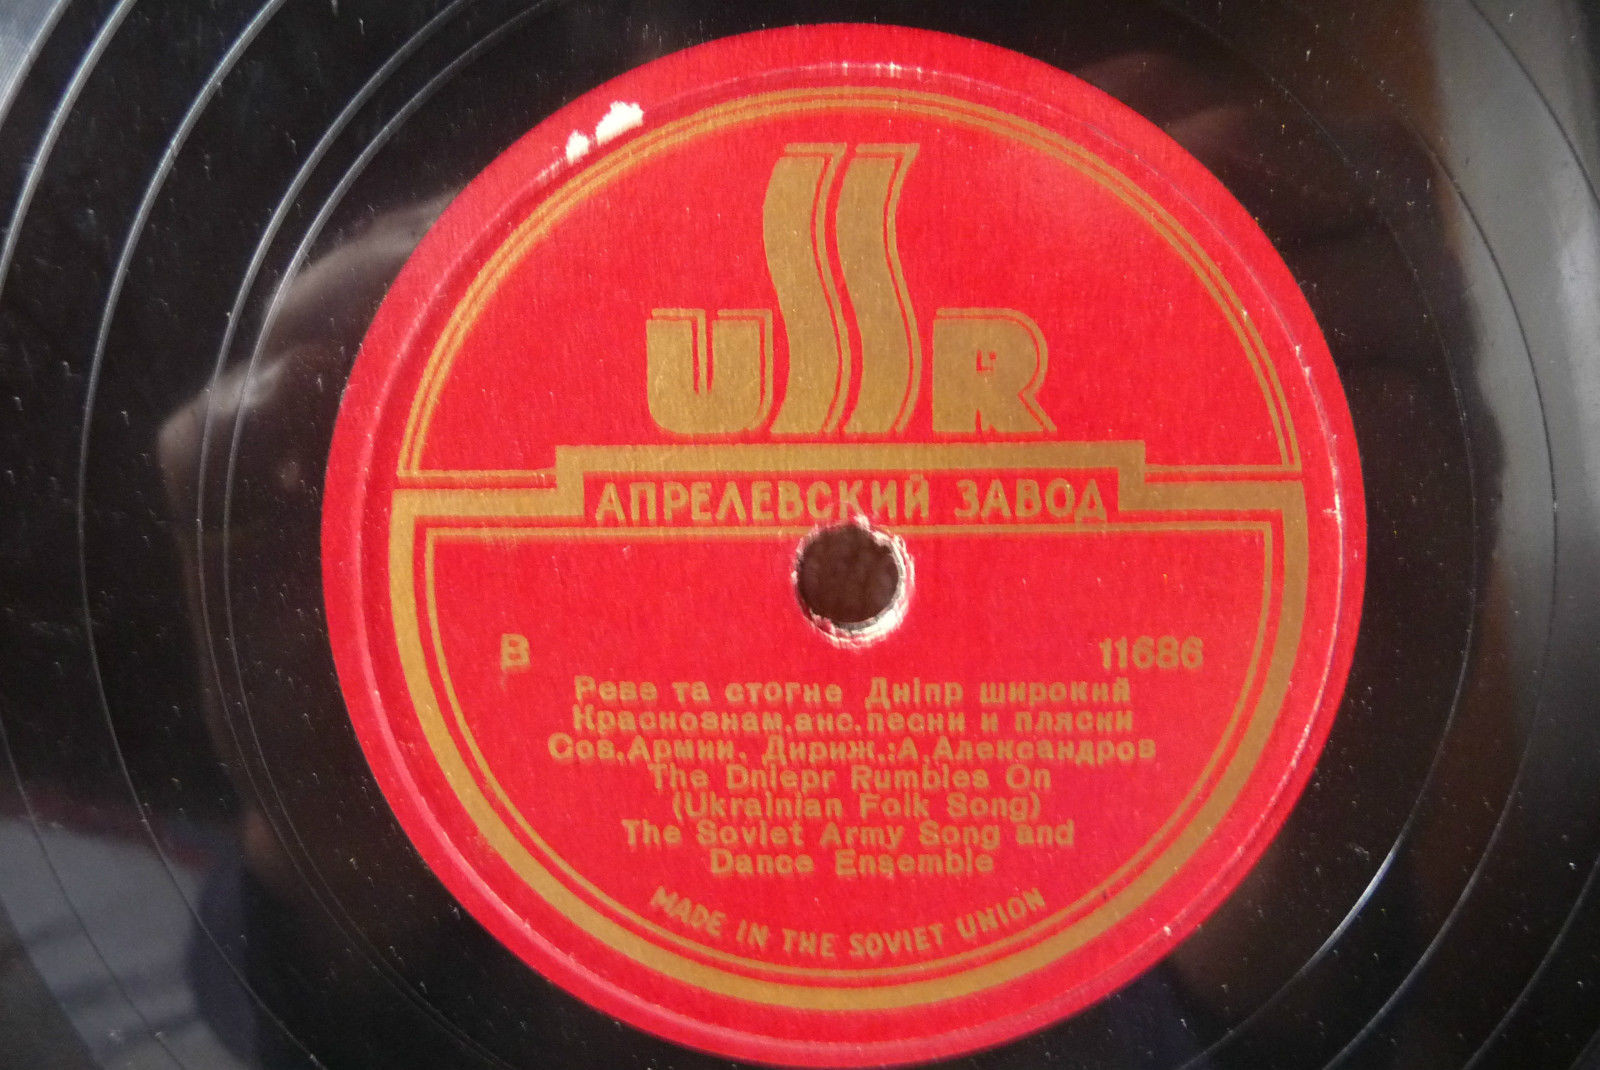 USSR
АПРЕЛЕВСКИЙ ЗАВОД
В 11686
Реве та стогне Дніпр широкий
Краснознам.анс.песни и пляски
Сов.Армии. Дириж.:А.Александров
The Dniepr Rumbles On
(Ukrainian Folk Song)
The Soviet Army Song and
Dance Ensemble
MADE IN THE SOVIET UNION